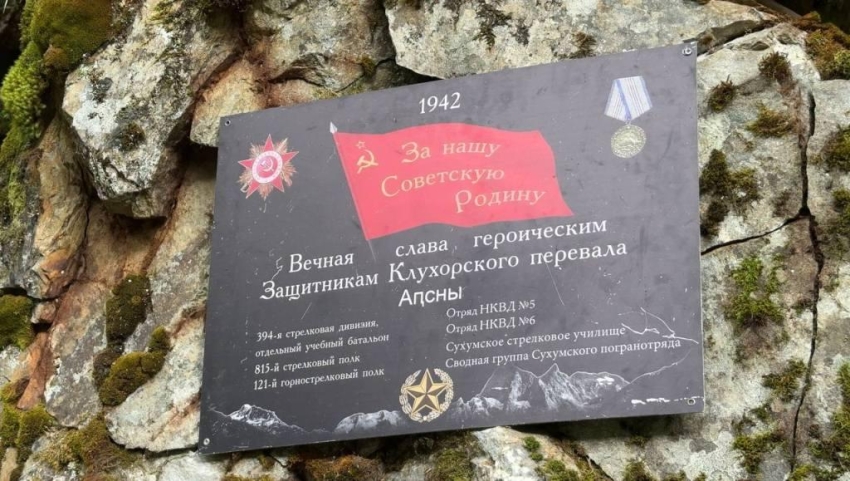 1942
За нашу
Советскую
Родину
Вечная слава героическим
Защитникам Клухорского перевала
Аԥсны
394-я стрелковая дивизия,
отдельный учебный батальон
815-й стрелковый полк
121-й горнострелковый полк
Отряд НКВД №5
Отряд НКВД №6
Сухумское стрелковое училище
Сводная группа Сухумского погранотряда